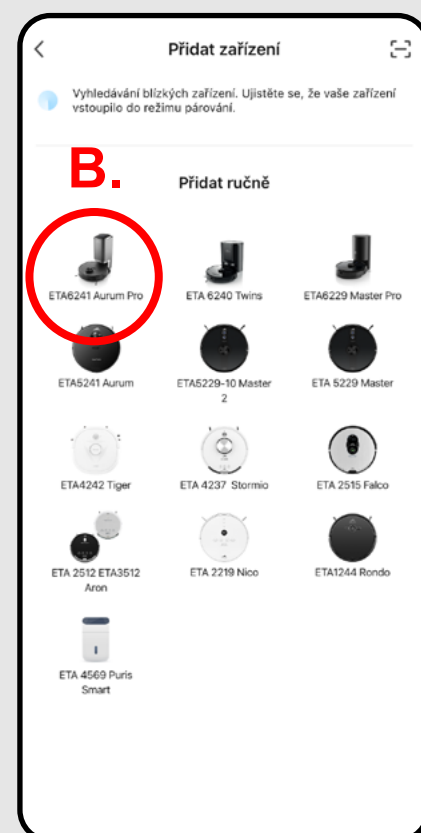 Přidat zařízení
Vyhledávání blízkých zařízení. Ujistěte se, že vaše zařízení
vstoupilo do režimu párování.
B.
Přidat ručně
ETA6241 Aurum Pro
ETA 6240 Twins
ETA6229 Master Pro
ETA5241 Aurum
ETA5229-10 Master
2
ETA 5229 Master
ETA4242 Tiger
ETA 4237 Stormio
ETA 2515 Falco
ETA 2512 ETA3512
Aron
ETA 2219 Nico
ETA1244 Rondo
ETA 4569 Puris
Smart